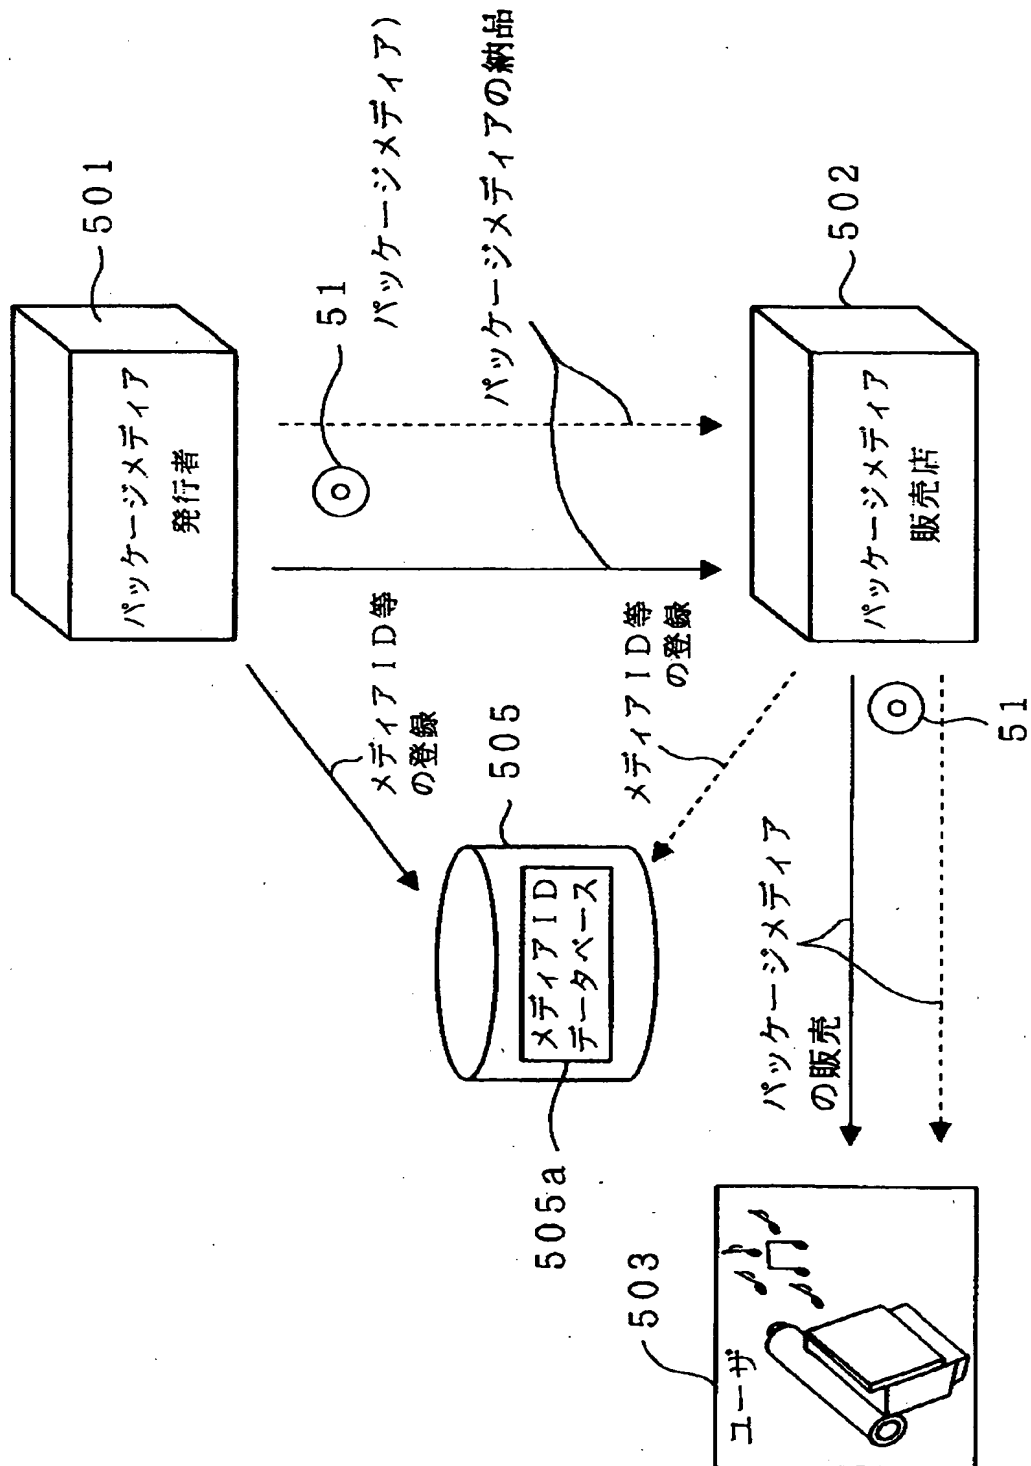 パッケージメディア
発行者
501
51
パッケージメディア)
パッケージメディアの納品
メディアID等
の登録
505
メディアID
データベース
505a
メディアID等
の登録
パッケージメディア
販売店
502
51
パッケージメディア
の販売
503
ユーザ